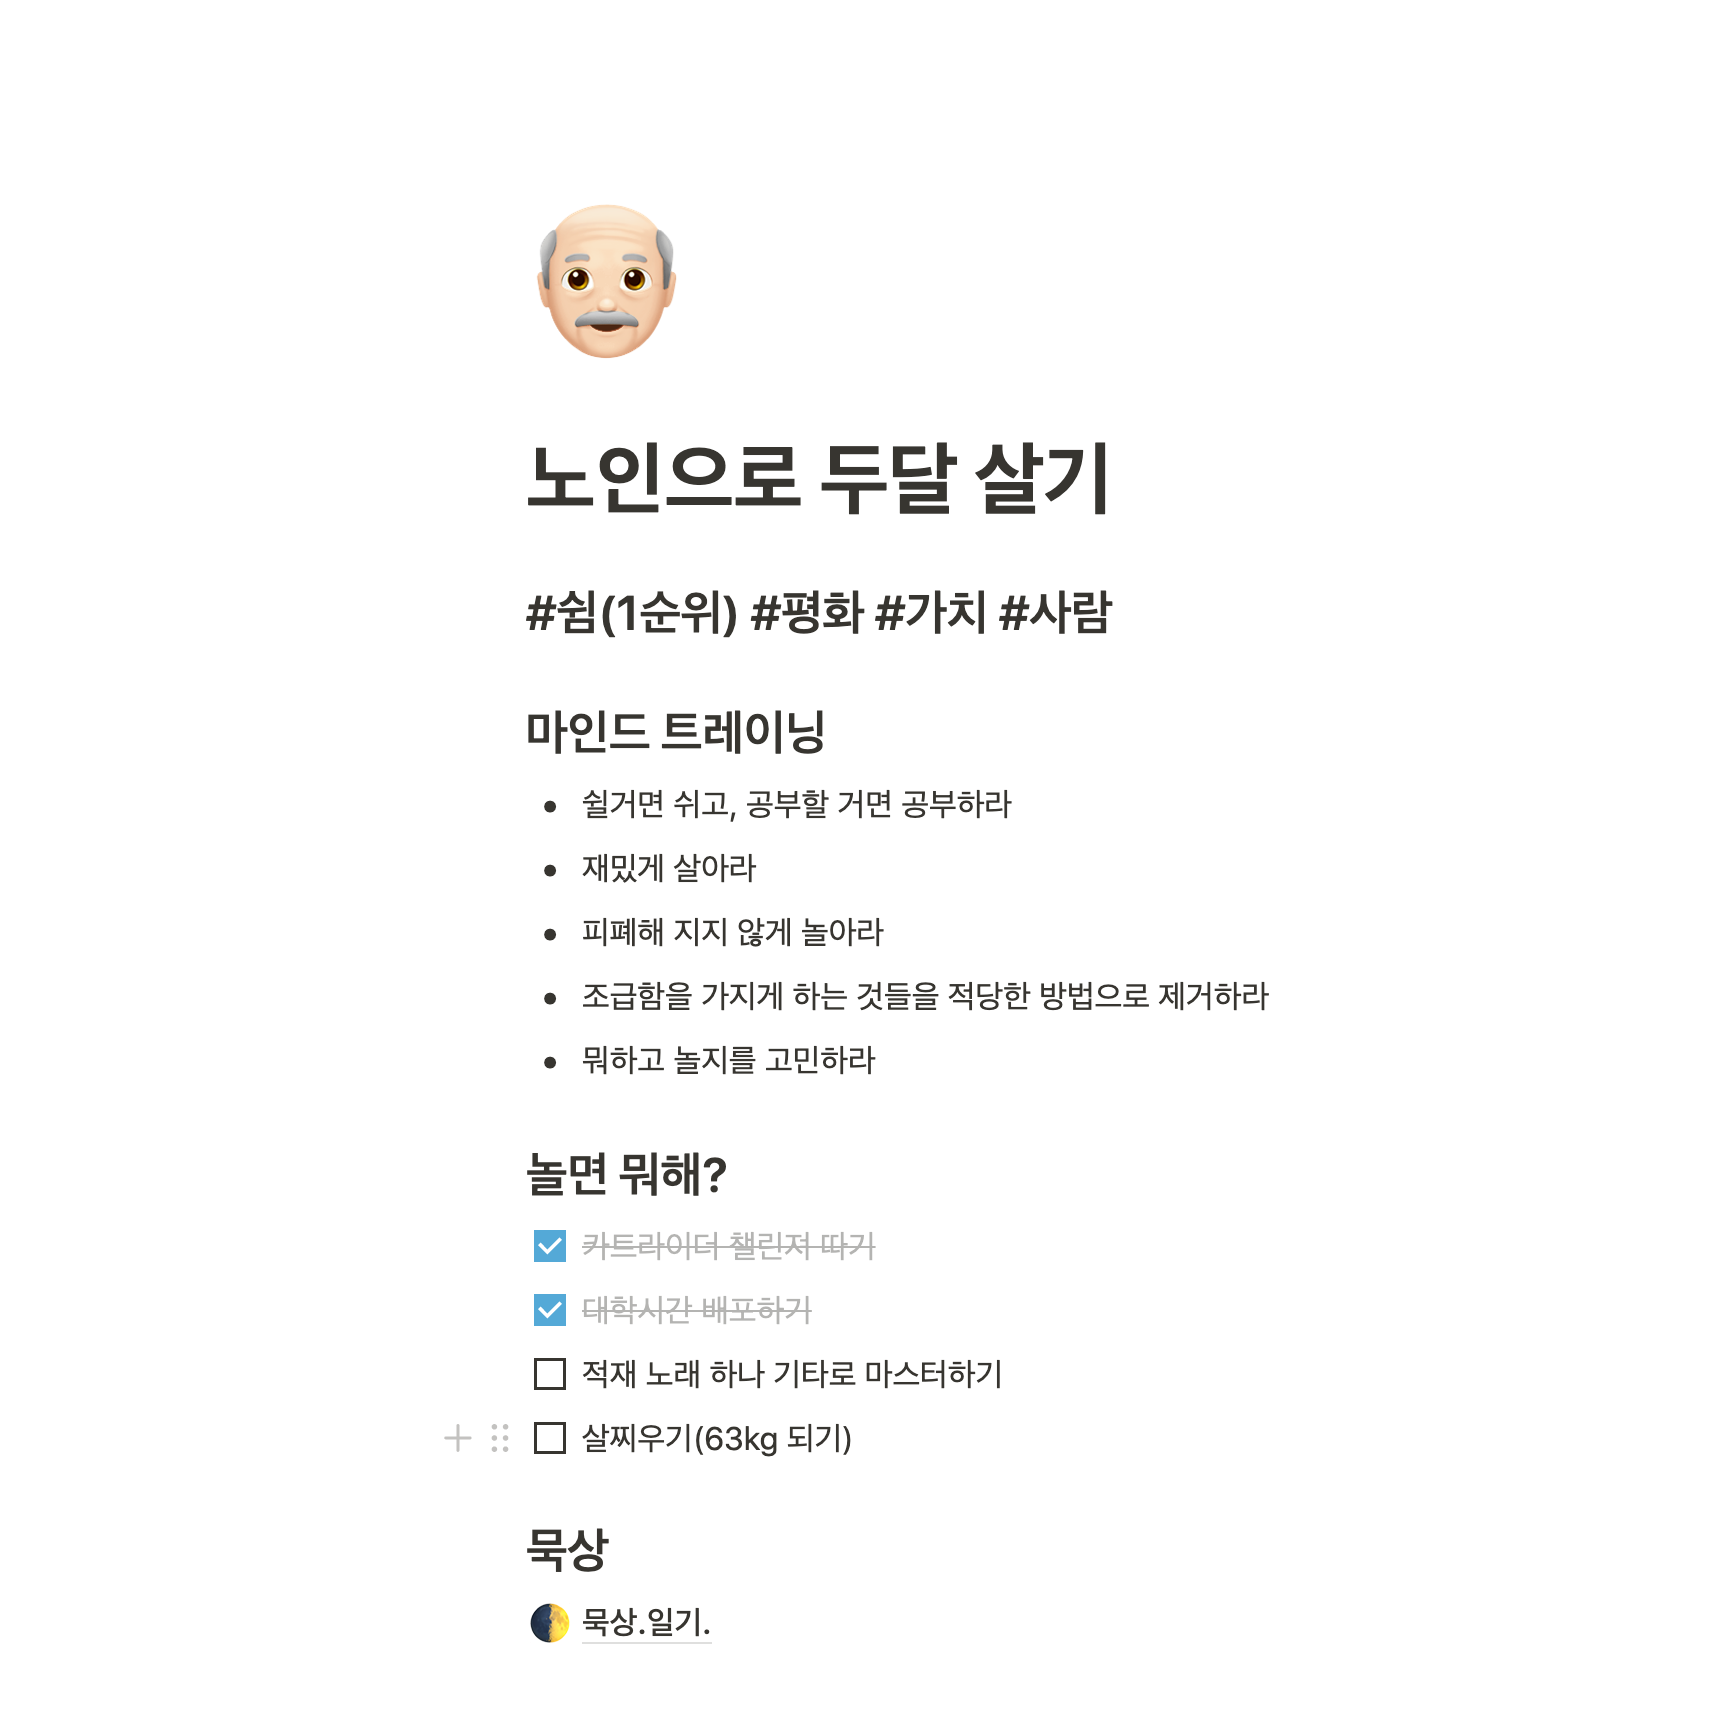 노인으로 두달 살기
#쉼(1순위) #평화 #가치 #사람
마인드 트레이닝
쉴거면 쉬고, 공부할 거면 공부하라
재밌게 살아라
피폐해 지지 않게 놀아라
조급함을 가지게 하는 것들을 적당한 방법으로 제거하라
뭐하고 놀지를 고민하라
놀면 뭐해?
카트라이더 챌린저 따기
대학시간 배포하기
적재 노래 하나 기타로 마스터하기
살찌우기(63kg 되기)
묵상
묵상.일기.